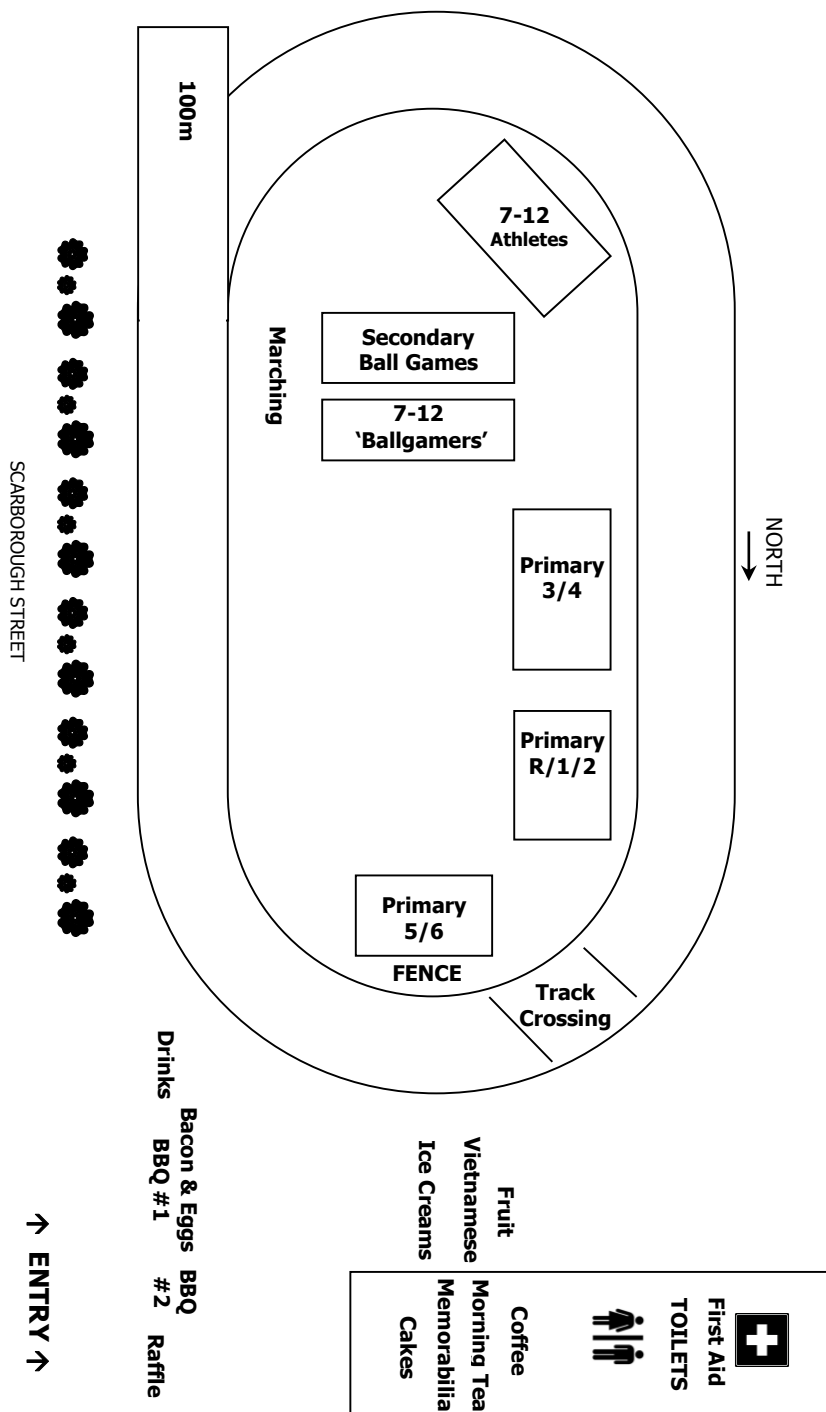 100m
7-12
Athletes
Secondary
Ball Games
7-12
‘Ballgamers’
Marching
SCARBOROUGH STREET
NORTH
Primary
3/4
Primary
R/1/2
Primary
5/6
FENCE
Track
Crossing
Drinks
Bacon & Eggs
BBQ #1
BBQ
#2
Raffle
→ ENTRY →
Fruit
Vietnamese
Ice Creams
Coffee
Morning Tea
Memorabilia
Cakes
First Aid
TOILETS